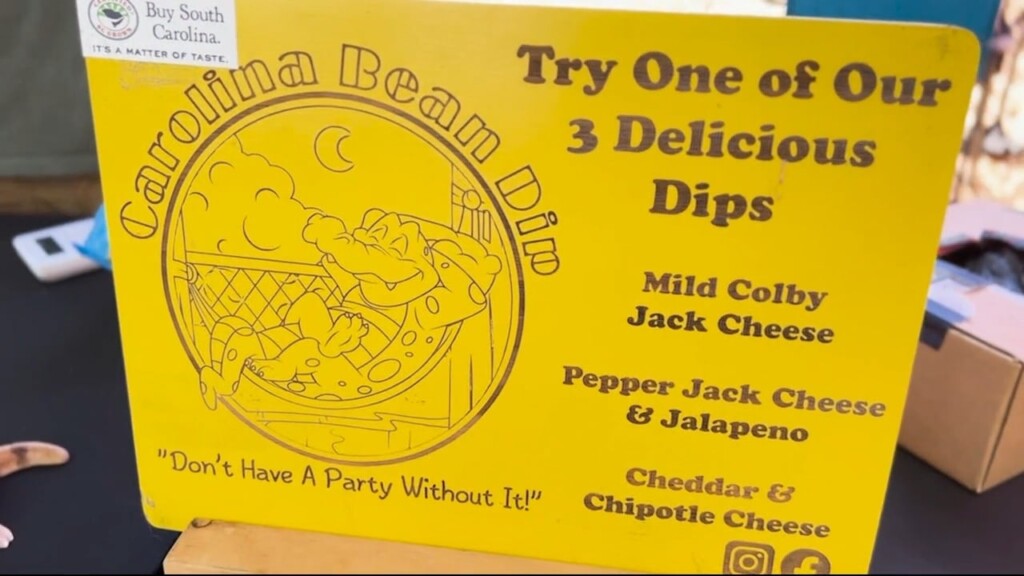 Buy South
Carolina.
IT'S A MATTER OF TASTE.
Carolina Bean Dip
"Don't Have A Party Without It!"
Try One of Our
3 Delicious
Dips
Mild Colby
Jack Cheese
Pepper Jack Cheese
& Jalapeno
Cheddar &
Chipotle Cheese